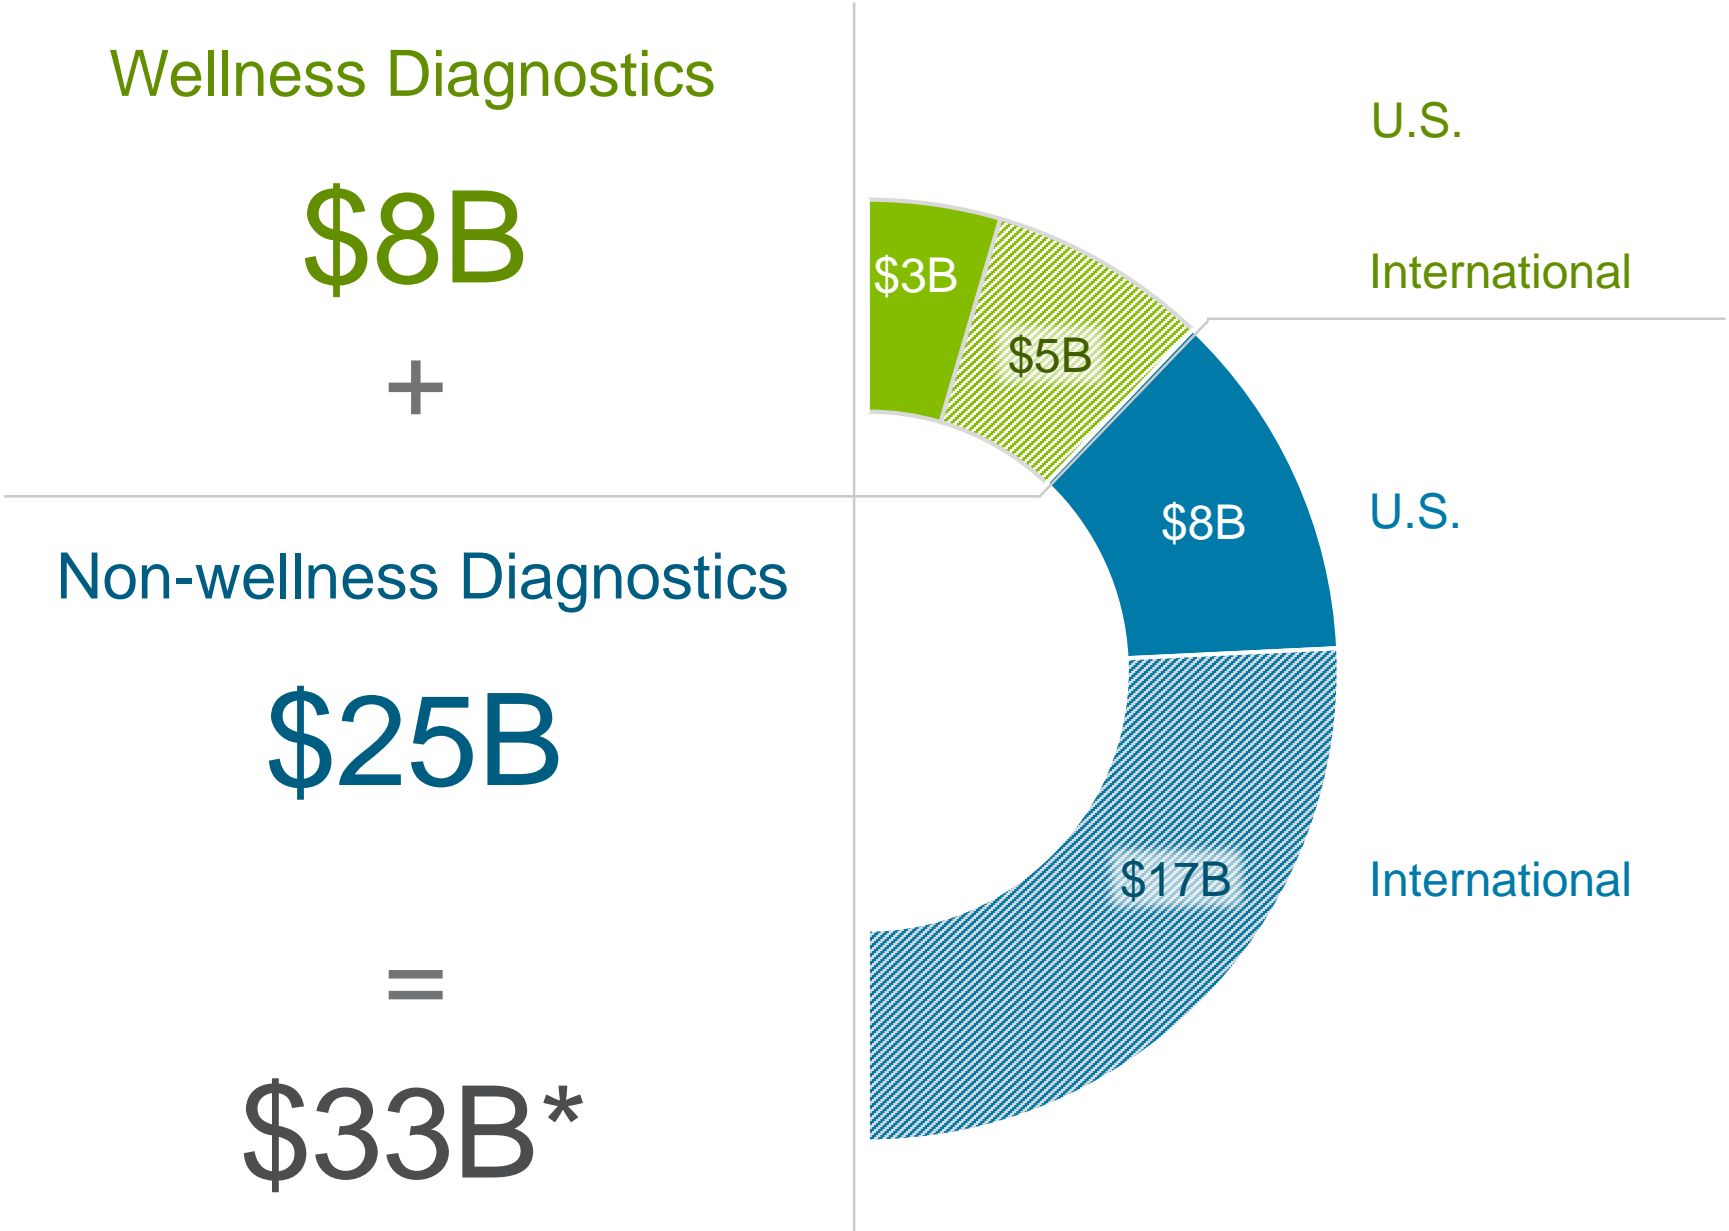 Wellness Diagnostics
$8B
+
Non-wellness Diagnostics
$25B
=
$33B*
$3B
$5B
$8B
$17B
U.S.
International
U.S.
International